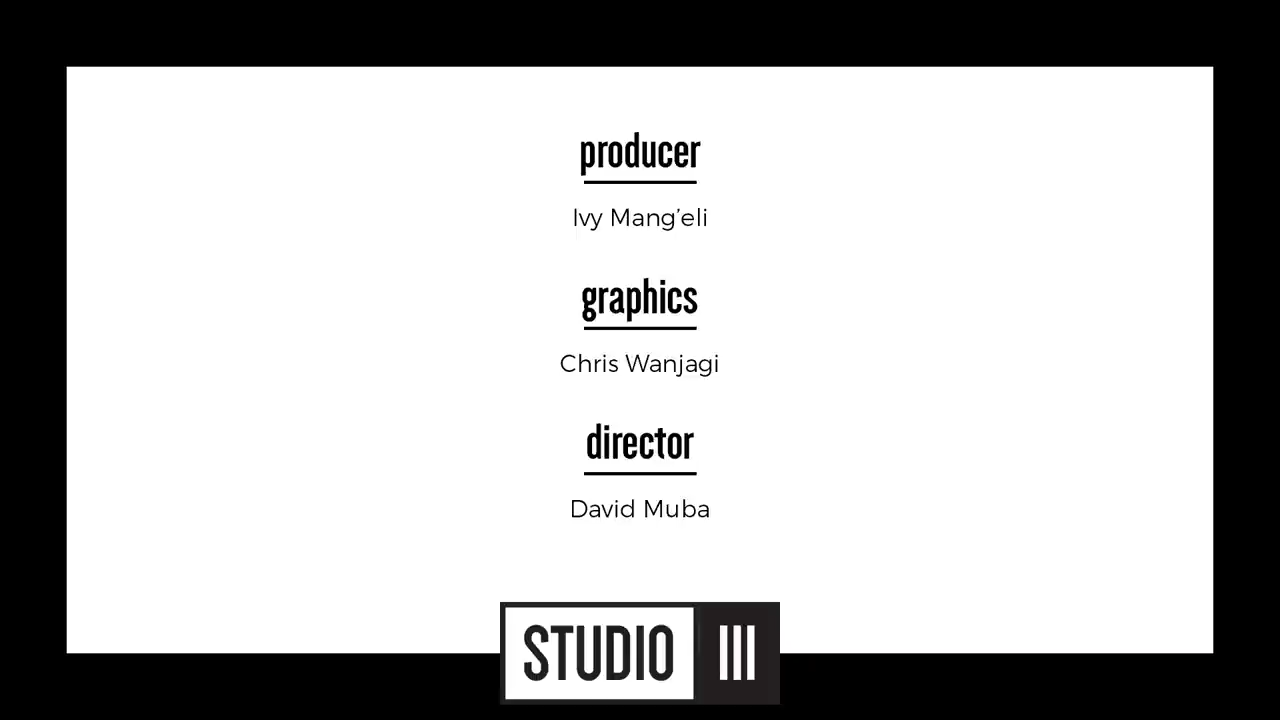 producer
Ivy Mang’eli
graphics
Chris Wanjagi
director
David Muba
STUDIO III